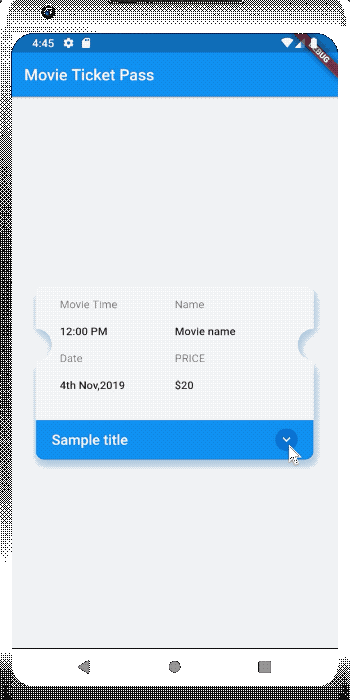 4:45
DEBUG
Movie Ticket Pass
Movie Time Name
12:00 PM Movie name
Date PRICE
4th Nov,2019 $20
Sample title